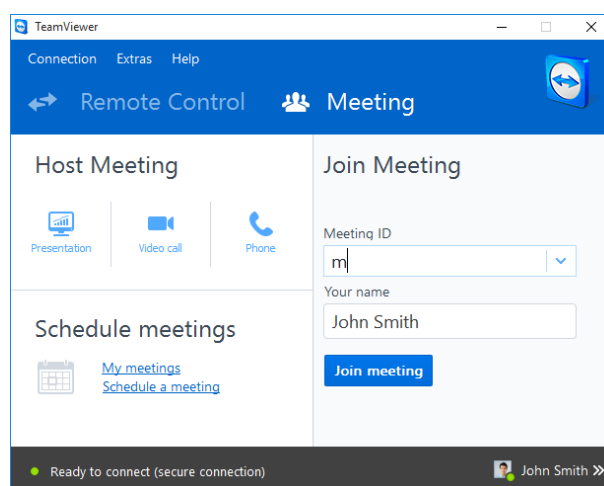 TeamViewer
Connection Extras Help
Remote Control Meeting
Host Meeting
Presentation Video call Phone
Schedule meetings
My meetings
Schedule a meeting
Join Meeting
Meeting ID
m
Your name
John Smith
Join meeting
Ready to connect (secure connection)
John Smith